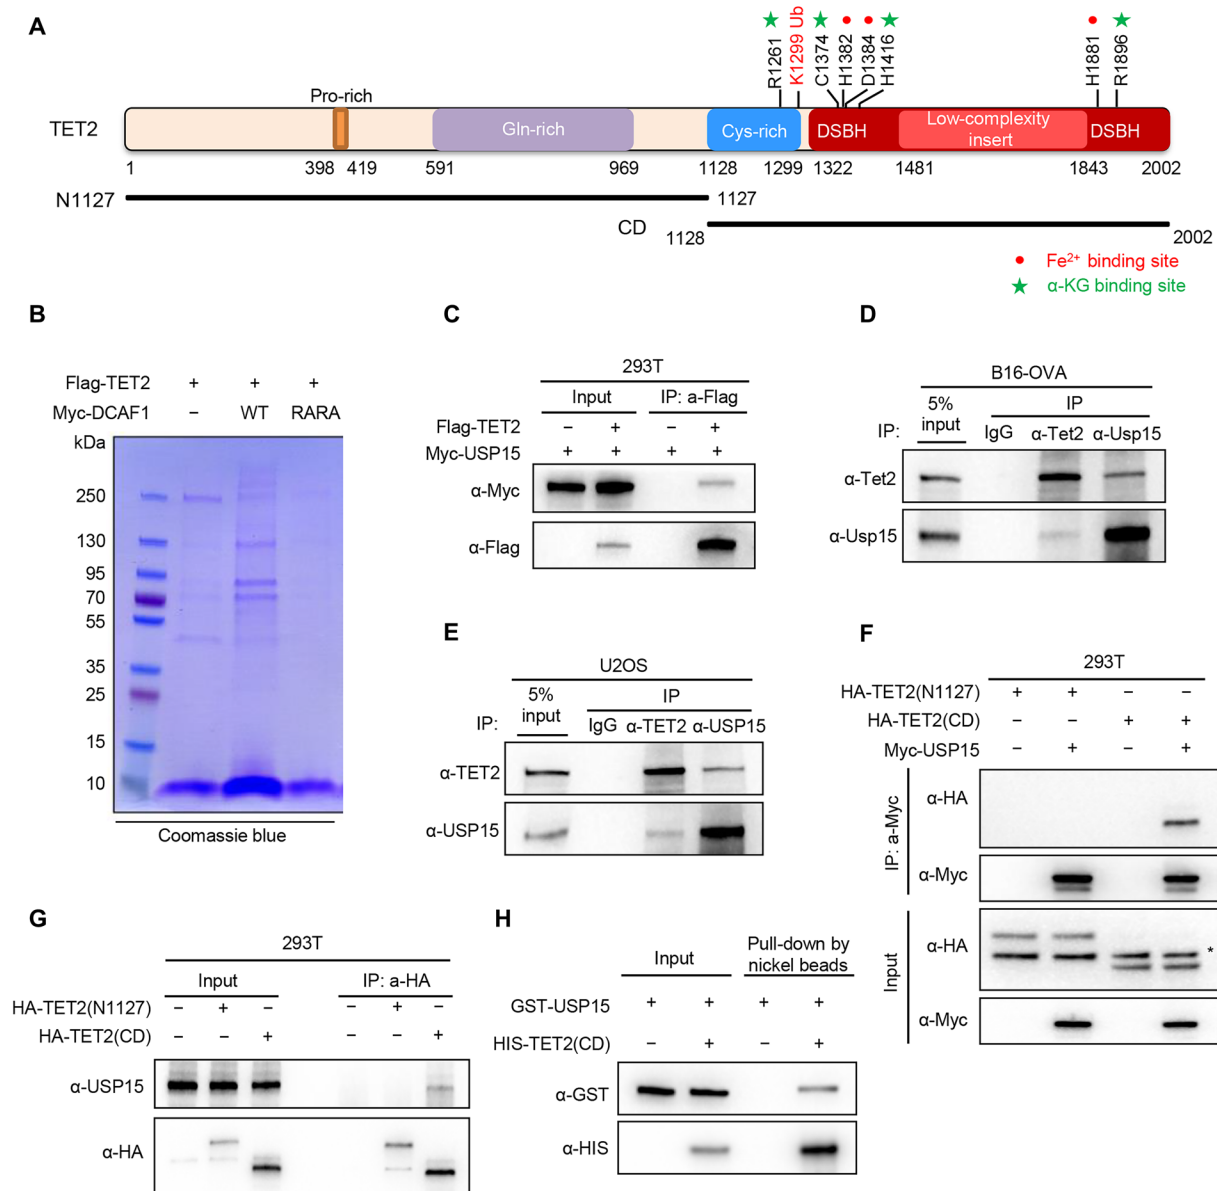 A
R1261
K1299 Ub
C1374
H1382
D1384
H1416
H1881
R1896
Pro-rich
TET2
Gln-rich
Cys-rich
DSBH
Low-complexity
insert
DSBH
1 398 419 591 969 1128 1299 1322 1481 1843 2002
N1127 1127
CD 1128 2002
Fe2+ binding site
α-KG binding site
B
Flag-TET2 + + +
Myc-DCAF1 – WT RARA
kDa
250
130
95
70
55
35
25
15
10
Coomassie blue
C
293T
Input IP: a-Flag
Flag-TET2 – + – +
Myc-USP15 + + + +
α-Myc
α-Flag
D
B16-OVA
5%
input
IP
IP: IgG α-Tet2 α-Usp15
α-Tet2
α-Usp15
E
U2OS
5%
input
IP
IP: IgG α-TET2 α-USP15
α-TET2
α-USP15
F
293T
HA-TET2(N1127) + + – –
HA-TET2(CD) – – + +
Myc-USP15 – + – +
IP: a-Myc
α-HA
α-Myc
Input
α-HA *
α-Myc
G
293T
Input IP: a-HA
HA-TET2(N1127) – + – – + –
HA-TET2(CD) – – + – – +
α-USP15
α-HA
H
Input
Pull-down by
nickel beads
GST-USP15 + + + +
HIS-TET2(CD) – + – +
α-GST
α-HIS